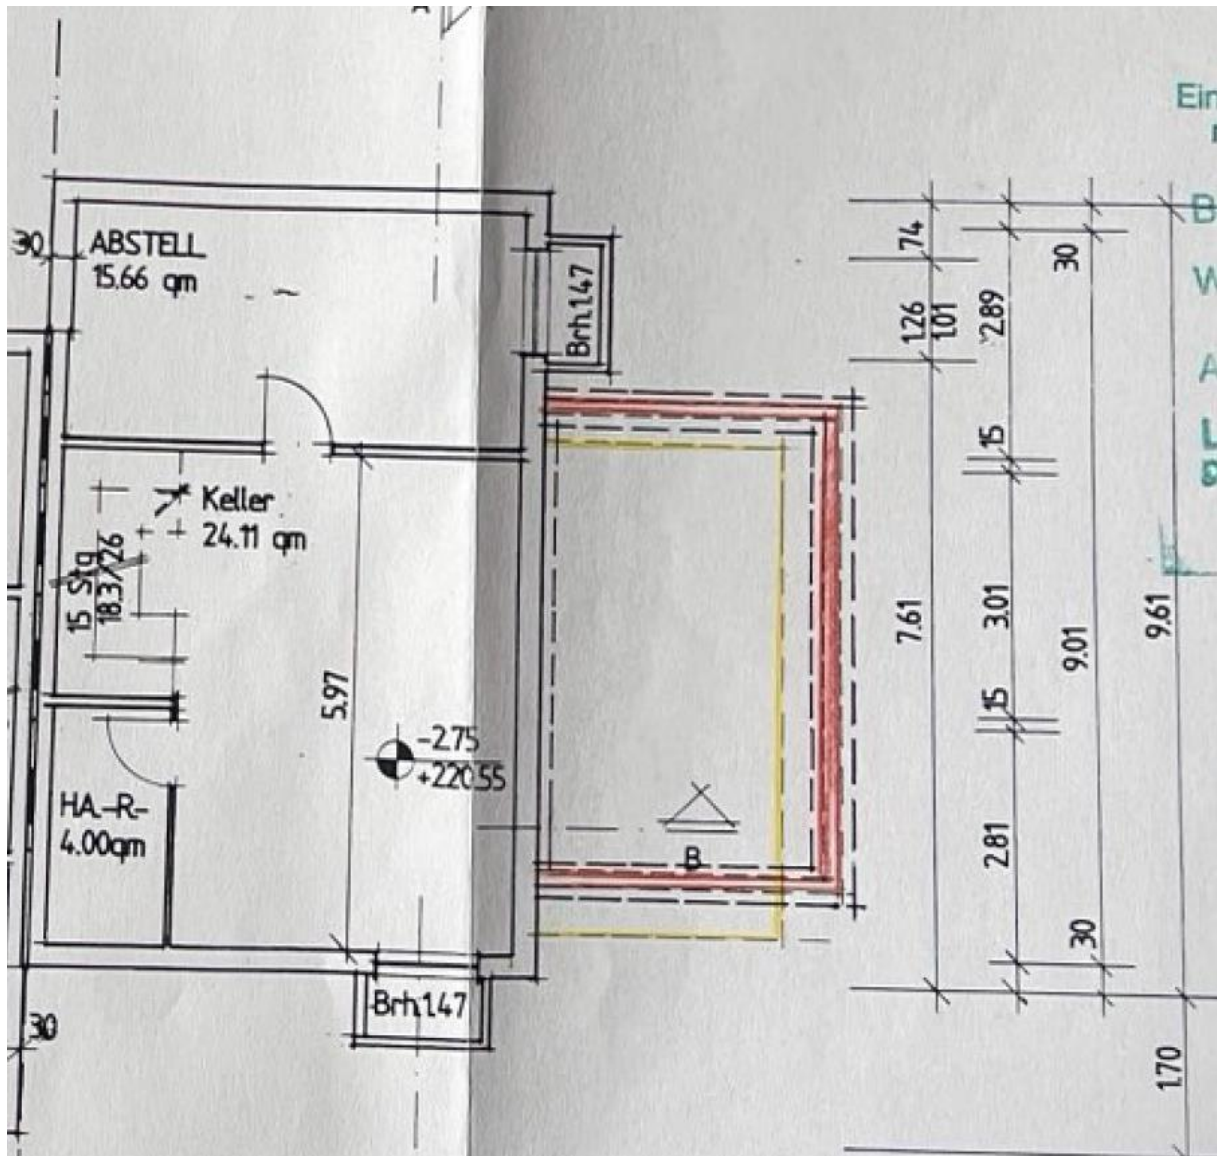 A
Ein
30
ABSTELL
15.66 qm
Brh.1.47
74
30
B
1.26
1.01
2.89
W
A
15
Keller
24.11 qm
15 Stg
18.37/26
5.97
7.61
3.01
9.01
9.61
-2.75
+220.55
15
HA.-R-
4.00qm
B
2.81
30
Brh.1.47
30
1.70